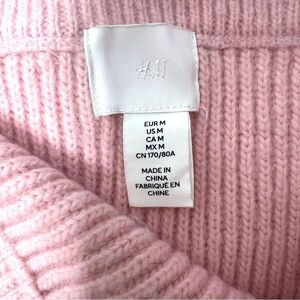 H&M
EUR M
US M
CA M
MX M
CN 170/80A
MADE IN
CHINA
FABRIQUÉ EN
CHINE